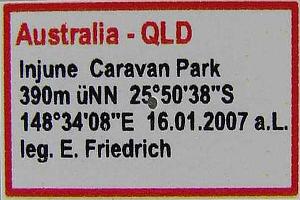 Australia - QLD
Injune Caravan Park
390m üNN 25°50'38"S
148°34'08"E 16.01.2007 a.L.
leg. E. Friedrich